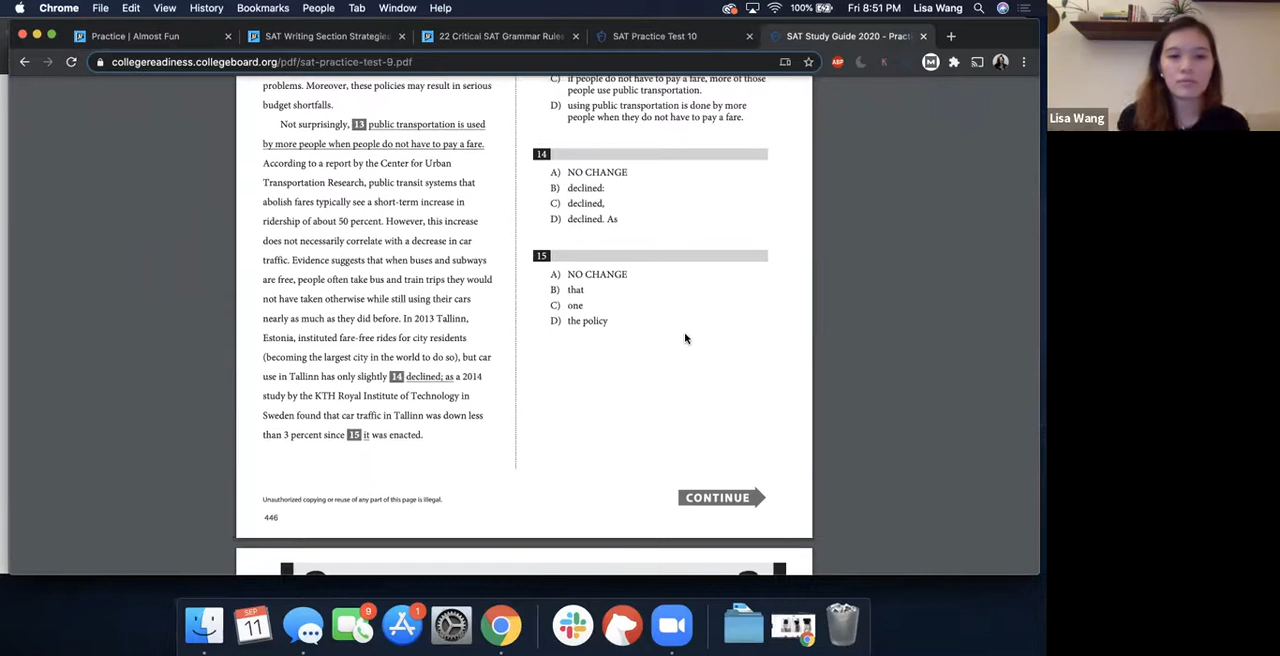 Chrome File Edit View History Bookmarks People Tab Window Help
100% Fri 8:51 PM Lisa Wang
Practice | Almost Fun
SAT Writing Section Strategies
22 Critical SAT Grammar Rules
SAT Practice Test 10
SAT Study Guide 2020 - Practi
collegereadiness.collegeboard.org/pdf/sat-practice-test-9.pdf
ABP
K
M
problems. Moreover, these policies may result in serious
budget shortfalls.
Not surprisingly, 13 public transportation is used
by more people when people do not have to pay a fare.
According to a report by the Center for Urban
Transportation Research, public transit systems that
abolish fares typically see a short-term increase in
ridership of about 50 percent. However, this increase
does not necessarily correlate with a decrease in car
traffic. Evidence suggests that when buses and subways
are free, people often take bus and train trips they would
not have taken otherwise while still using their cars
nearly as much as they did before. In 2013 Tallinn,
Estonia, instituted fare-free rides for city residents
(becoming the largest city in the world to do so), but car
use in Tallinn has only slightly 14 declined; as a 2014
study by the KTH Royal Institute of Technology in
Sweden found that car traffic in Tallinn was down less
than 3 percent since 15 it was enacted.
C) if people do not have to pay a fare, more of those
people use public transportation.
D) using public transportation is done by more
people when they do not have to pay a fare.
14
A) NO CHANGE
B) declined:
C) declined,
D) declined. As
15
A) NO CHANGE
B) that
C) one
D) the policy
Unauthorized copying or reuse of any part of this page is illegal.
446
CONTINUE
Lisa Wang
SEP
11
9
1